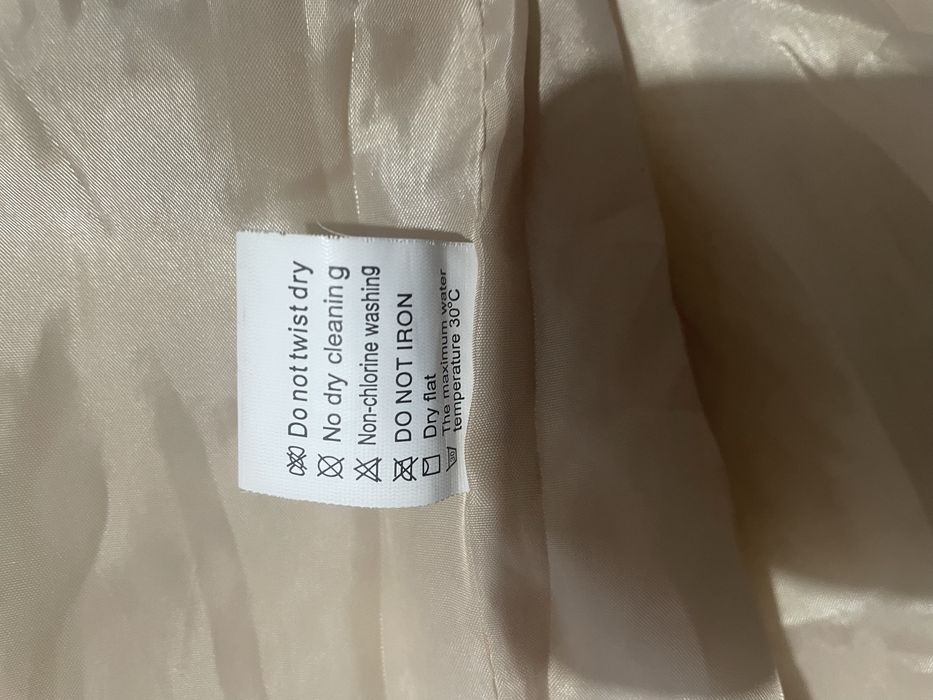 Do not twist dry
No dry cleaning
Non-chlorine washing
DO NOT IRON
Dry flat
The maximum water
temperature 30°C